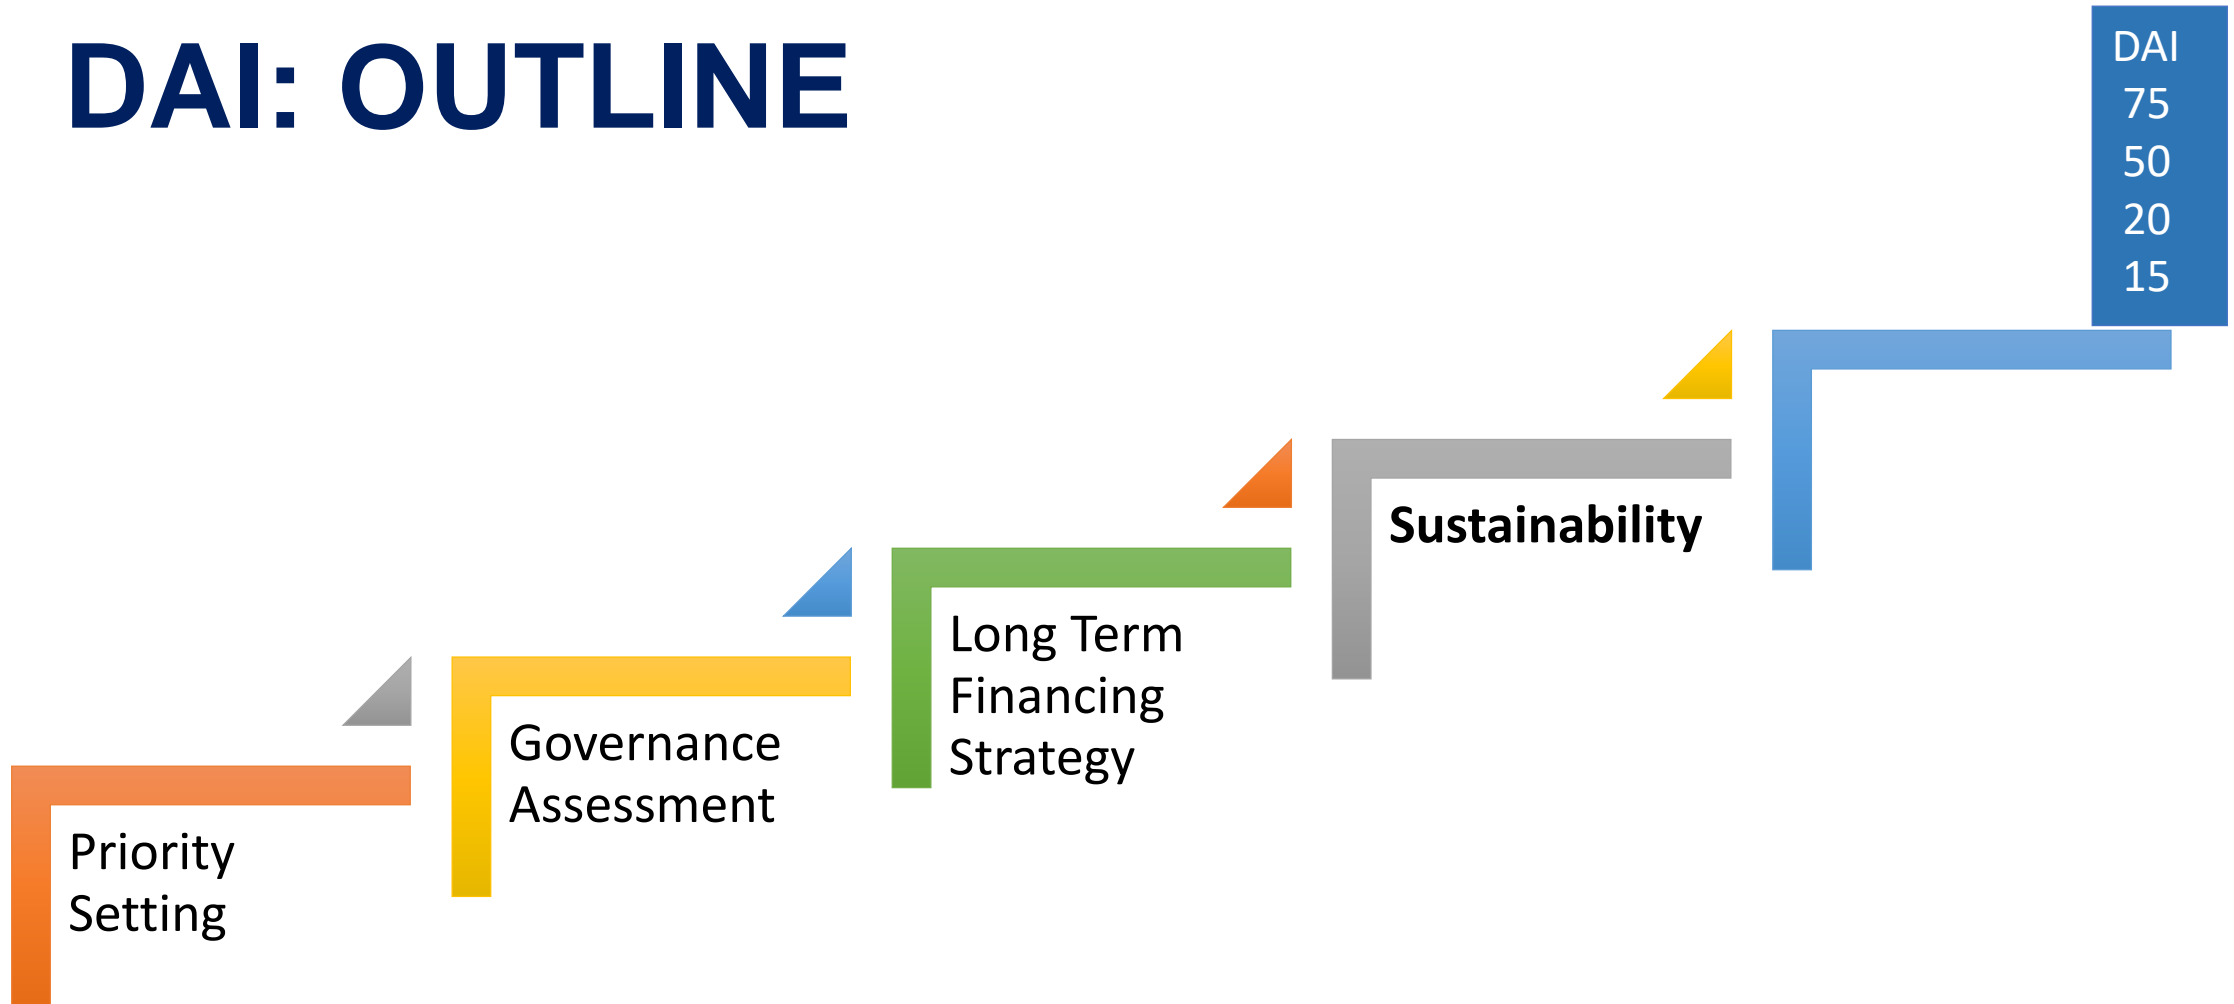 DAI: OUTLINE
DAI
75
50
20
15
Priority
Setting
Governance
Assessment
Long Term
Financing
Strategy
Sustainability